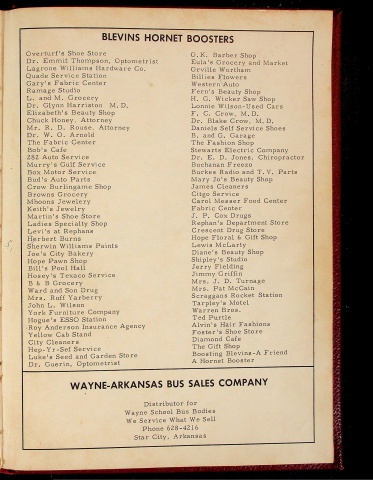 BLEVINS HORNET BOOSTERS
Overturf's Shoe Store
Dr. Emmit Thompson, Optometrist
Lagrone Williams Hardware Co.
Quade Service Station
Gary's Fabric Center
Ramage Studio
L. and M. Grocery
Dr. Glynn Harriston M. D.
Elizabeth's Beauty Shop
Chuck Honey, Attorney
Mr. R. D. Rouse, Attorney
Dr. W. O. Arnold
The Fabric Center
Bob's Cafe
282 Auto Service
Murry's Gulf Service
Box Motor Service
Bud's Auto Parts
Crow Burlingame Shop
Browns Grocery
Mhoons Jewelery
Keith's Jewelry
Martin's Shoe Store
Ladies Specialty Shop
Levi's at Rephans
Herbert Burns
Sherwin Williams Paints
Joe's City Bakery
Hope Pawn Shop
Bill's Pool Hall
Hosey's Texaco Service
B & B Grocery
Ward and Son Drug
Mrs. Ruff Yarberry
John L. Wilson
York Furniture Company
Hogue's ESSO Station
Roy Anderson Insurance Agency
Yellow Cab Stand
City Cleaners
Hep-Yr-Sef Service
Luke's Seed and Garden Store
Dr. Guerin, Optometrist
G. K. Barber Shop
Eula's Grocery and Market
Orville Wortham
Billies Flowers
Western Auto
Fern's Beauty Shop
H. G. Wicker Saw Shop
Lonnie Wilson-Used Cars
F. C. Crow, M.D.
Dr. Blake Crow, M. D.
Daniels Self Service Shoes
B. and G. Garage
The Fashion Shop
Stewarts Electric Company
Dr. E. D. Jones, Chiropractor
Buchanan Freezo
Burkes Radio and T. V. Parts
Mary Jo's Beauty Shop
James Cleaners
Citgo Service
Carol Messer Food Center
Fabric Center
J. P. Cox Drugs
Rephan's Department Store
Crescent Drug Store
Hope Floral & Gift Shop
Lewis McLarty
Diane's Beauty Shop
Shipley's Studio
Jerry Fielding
Jimmy Griffin
Mrs. J. D. Turnage
Mrs. Pat McCain
Scraggans Rocket Station
Tarpley's Motel
Warren Bros.
Ted Purtle
Alvin's Hair Fashions
Foster's Shoe Store
Diamond Cafe
The Gift Shop
Boosting Blevins-A Friend
A Hornet Booster
WAYNE-ARKANSAS BUS SALES COMPANY
Distributor for
Wayne School Bus Bodies
We Service What We Sell
Phone 628-4216
Star City, Arkansas